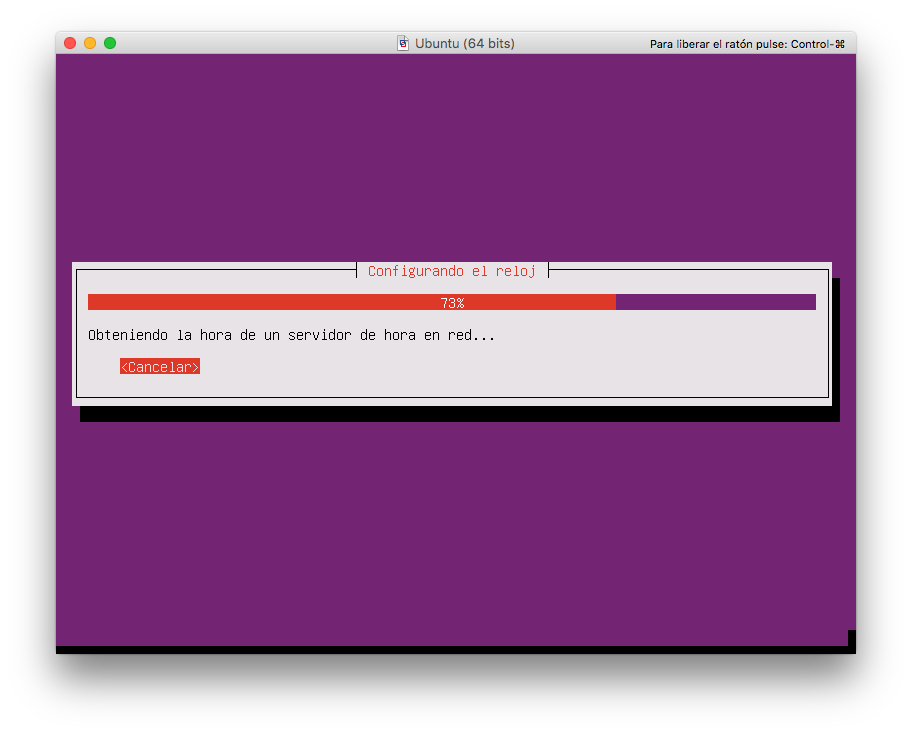 Ubuntu (64 bits)
Para liberar el ratón pulse: Control-⌘
Configurando el reloj
73%
Obteniendo la hora de un servidor de hora en red...
<Cancelar>